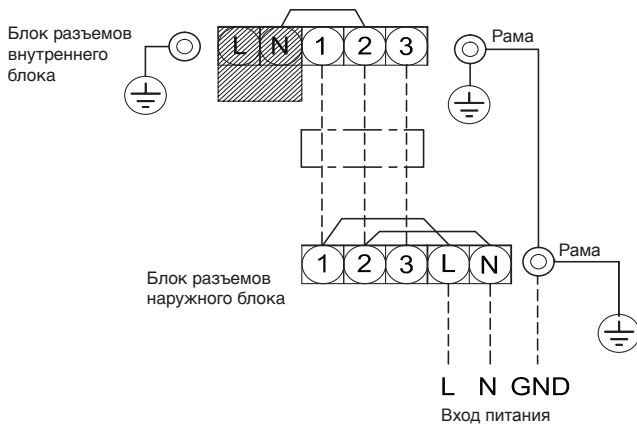 Блок разъемов
внутреннего
блока
L N 1 2 3
Рама
1 2 3 L N
Рама
Блок разъемов
наружного блока
L N GND
Вход питания